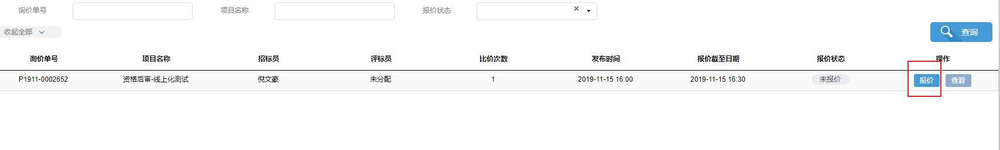 询价单号 项目名称 报价状态
收起全部 查询
询价单号 项目名称 招标员 评标员 比价次数 发布时间 报价截至日期 报价状态 操作
P1911-0002652 资格后审-线上化测试 倪文豪 未分配 1 2019-11-15 16:00 2019-11-15 16:30 未报价 报价 查看